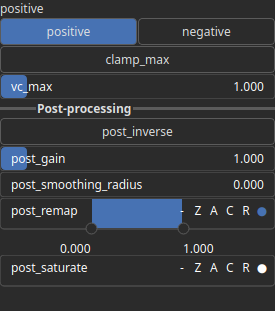 positive
positive negative
clamp_max
vc_max 1.000
Post-processing
post_inverse
post_gain 1.000
post_smoothing_radius 0.000
post_remap - Z A C R
0.000 1.000
post_saturate - Z A C R